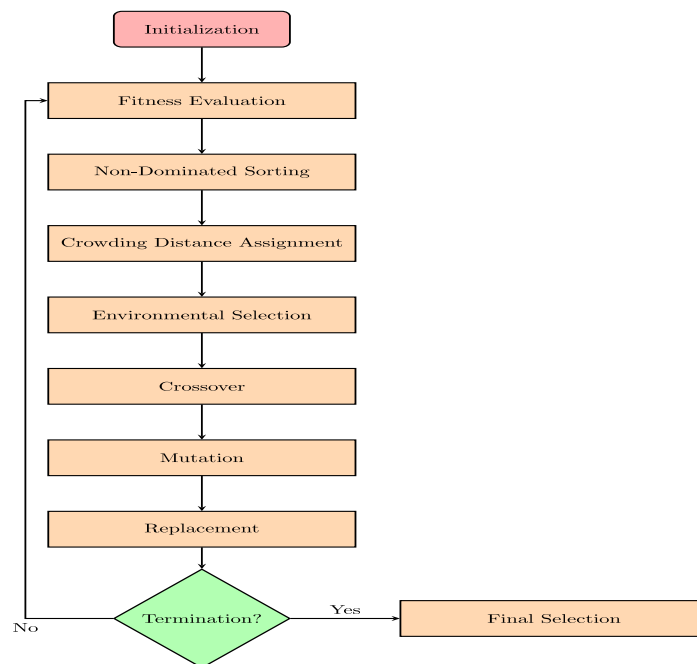 Initialization
Fitness Evaluation
Non-Dominated Sorting
Crowding Distance Assignment
Environmental Selection
Crossover
Mutation
Replacement
Termination?
Yes
Final Selection
No